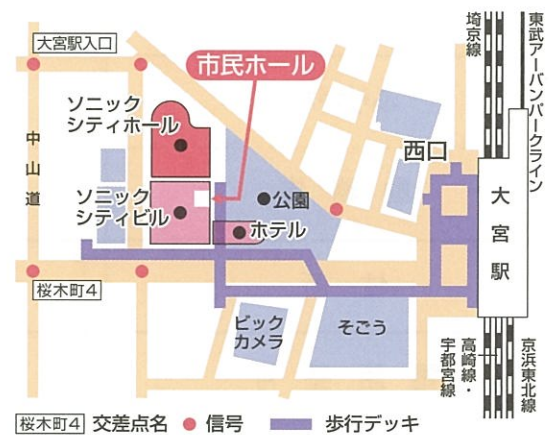 大宮駅入口
市民ホール
埼京線
東武アーバンパークライン
ソニック
シティホール
中山道
西口
ソニック
シティビル
公園
ホテル
大宮駅
桜木町4
ビック
カメラ
そごう
高崎線・
宇都宮線
京浜東北線
桜木町4 交差点名 信号 歩行デッキ